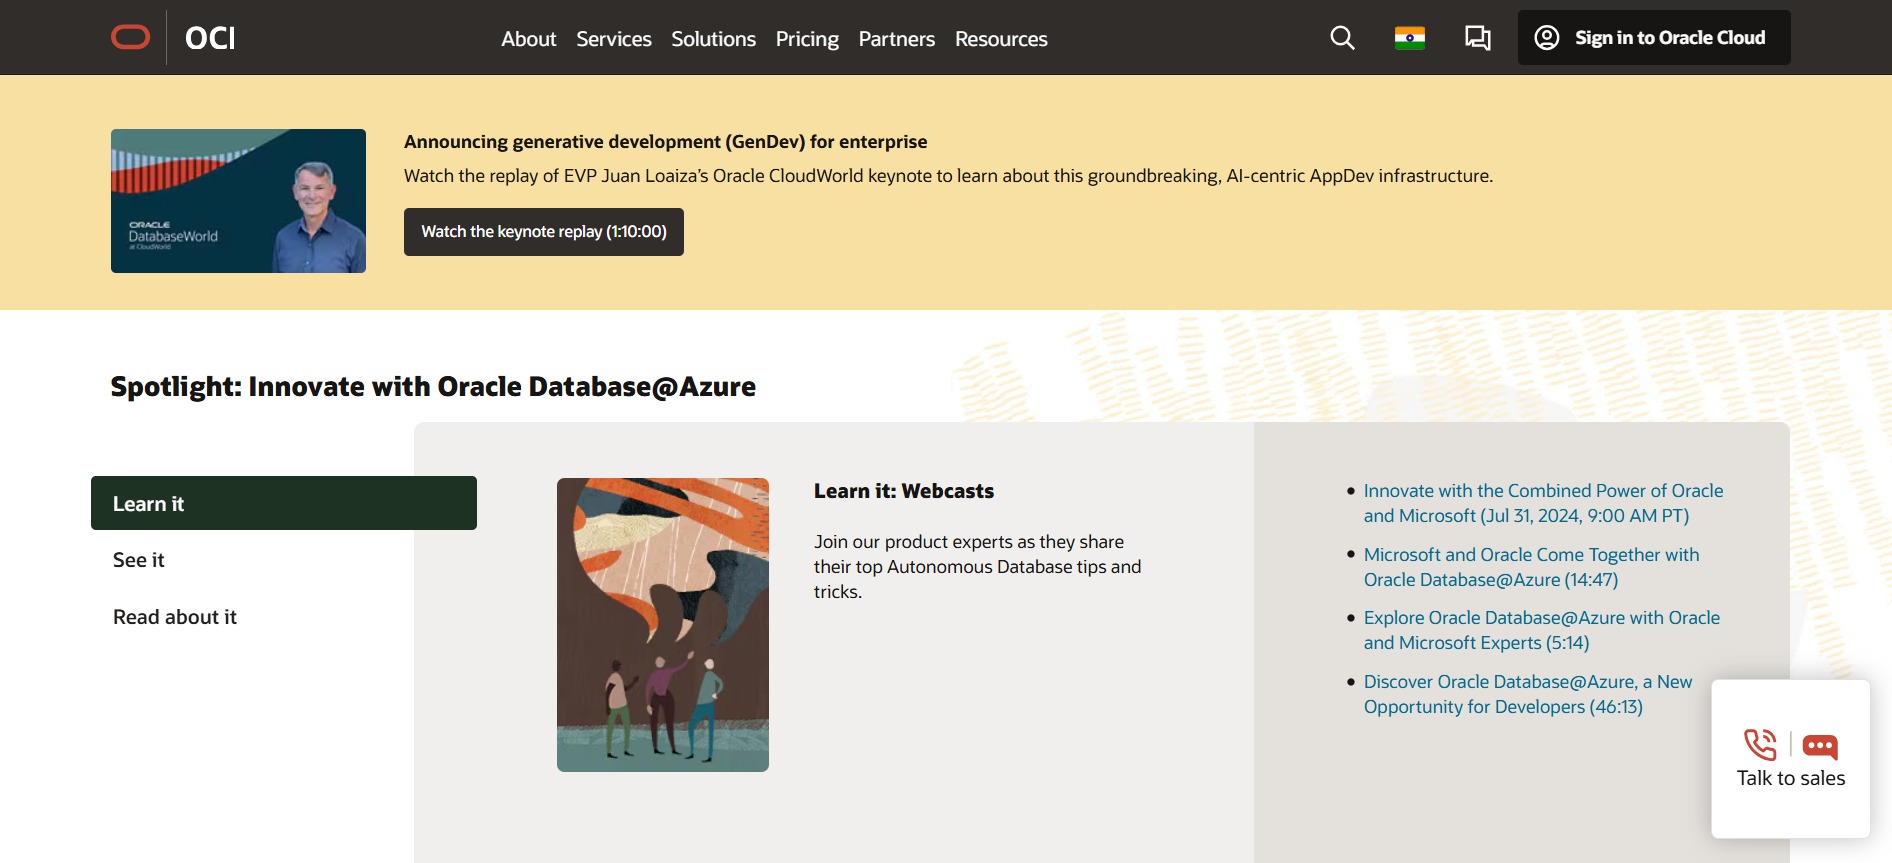 OCI
About Services Solutions Pricing Partners Resources
Sign in to Oracle Cloud
ORACLE
DatabaseWorld
at CloudWorld
Announcing generative development (GenDev) for enterprise
Watch the replay of EVP Juan Loaiza’s Oracle CloudWorld keynote to learn about this groundbreaking, AI-centric AppDev infrastructure.
Watch the keynote replay (1:10:00)
Spotlight: Innovate with Oracle Database@Azure
Learn it
See it
Read about it
Learn it: Webcasts
Join our product experts as they share
their top Autonomous Database tips and
tricks.
Innovate with the Combined Power of Oracle
and Microsoft (Jul 31, 2024, 9:00 AM PT)
Microsoft and Oracle Come Together with
Oracle Database@Azure (14:47)
Explore Oracle Database@Azure with Oracle
and Microsoft Experts (5:14)
Discover Oracle Database@Azure, a New
Opportunity for Developers (46:13)
Talk to sales